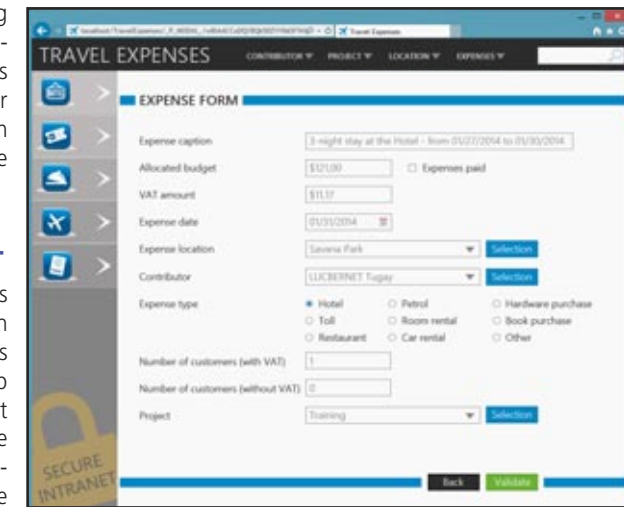 Travel Expenses
TRAVEL EXPENSES CONTRIBUTOR PROJECT LOCATION EXPENSES
EXPENSE FORM
Expense caption 3-night stay at the Hotel - from 01/27/2014 to 01/30/2014
Allocated budget $121,00 Expenses paid
VAT amount $11,17
Expense date 01/31/2014
Expense location Savana Park Selection
Contributor LUCBERNET Tugay Selection
Expense type Hotel Petrol Hardware purchase
Toll Room rental Book purchase
Restaurant Car rental Other
Number of customers (with VAT) 1
Number of customers (without VAT) 0
Project Training Selection
SECURE
INTRANET
Back Validate